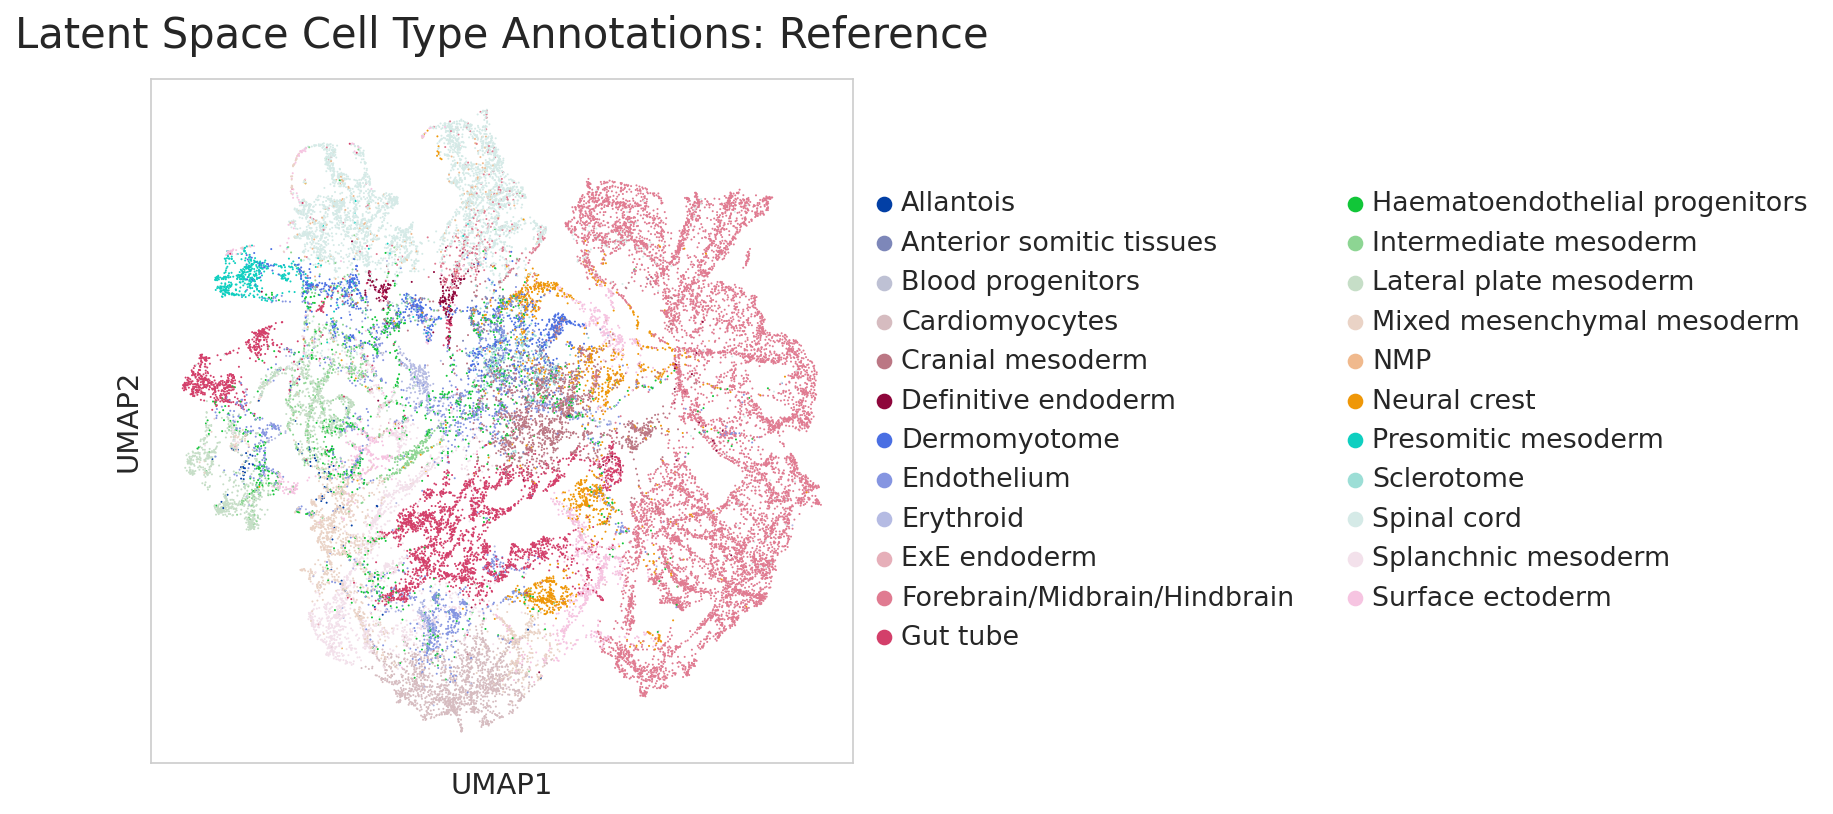 Latent Space Cell Type Annotations: Reference
UMAP2
UMAP1
Allantois
Anterior somitic tissues
Blood progenitors
Cardiomyocytes
Cranial mesoderm
Definitive endoderm
Dermomyotome
Endothelium
Erythroid
ExE endoderm
Forebrain/Midbrain/Hindbrain
Gut tube
Haematoendothelial progenitors
Intermediate mesoderm
Lateral plate mesoderm
Mixed mesenchymal mesoderm
NMP
Neural crest
Presomitic mesoderm
Sclerotome
Spinal cord
Splanchnic mesoderm
Surface ectoderm